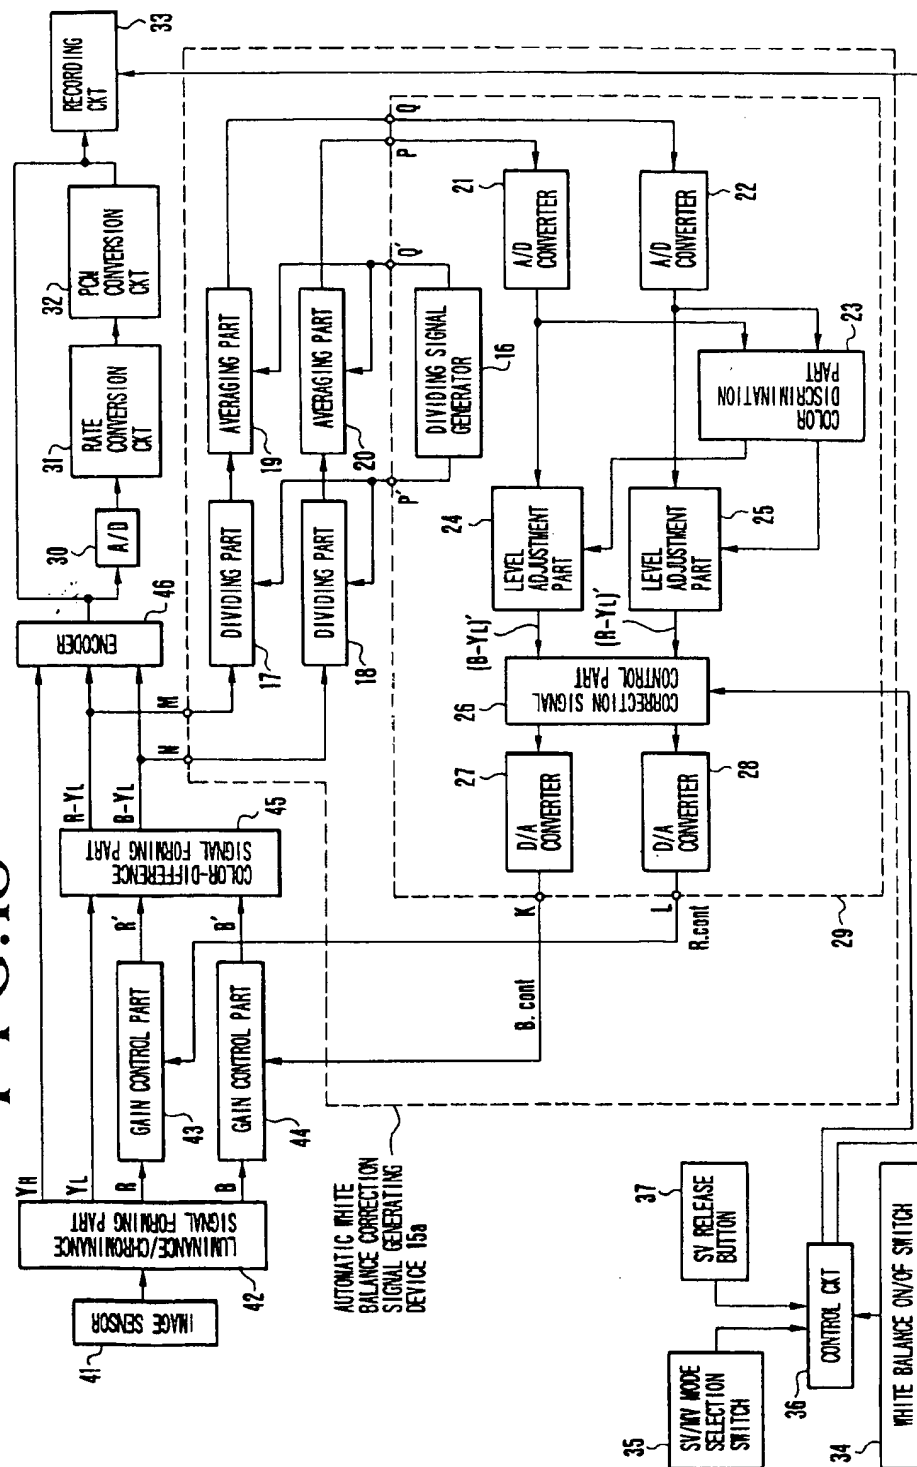 IMAGE SENSOR
41
LUMINANCE/CHROMINANCE
SIGNAL FORMING PART
42
YH
YL
R
B
GAIN CONTROL PART
43
GAIN CONTROL PART
44
R'
B'
COLOR-DIFFERENCE
SIGNAL FORMING PART
45
R-YL
B-YL
ENCODER
46
A/D
30
RATE
CONVERSION
CKT
31
PCM
CONVERSION
CKT
32
RECORDING
CKT
33
M
N
DIVIDING PART
17
DIVIDING PART
18
AVERAGING PART
19
AVERAGING PART
20
P'
Q'
P
Q
DIVIDING SIGNAL
GENERATOR
16
A/D
CONVERTER
21
A/D
CONVERTER
22
COLOR
DISCRIMINATION
PART
23
LEVEL
ADJUSTMENT
PART
24
LEVEL
ADJUSTMENT
PART
25
(B-YL)'
(R-YL)'
CORRECTION SIGNAL
CONTROL PART
26
D/A
CONVERTER
27
D/A
CONVERTER
28
K
L
B. cont
R.cont
29
AUTOMATIC WHITE
BALANCE CORRECTION
SIGNAL GENERATING
DEVICE 15a
SV/MV MODE
SELECTION
SWITCH
35
SV RELEASE
BUTTON
37
CONTROL CKT
36
WHITE BALANCE ON/OF SWITCH
34